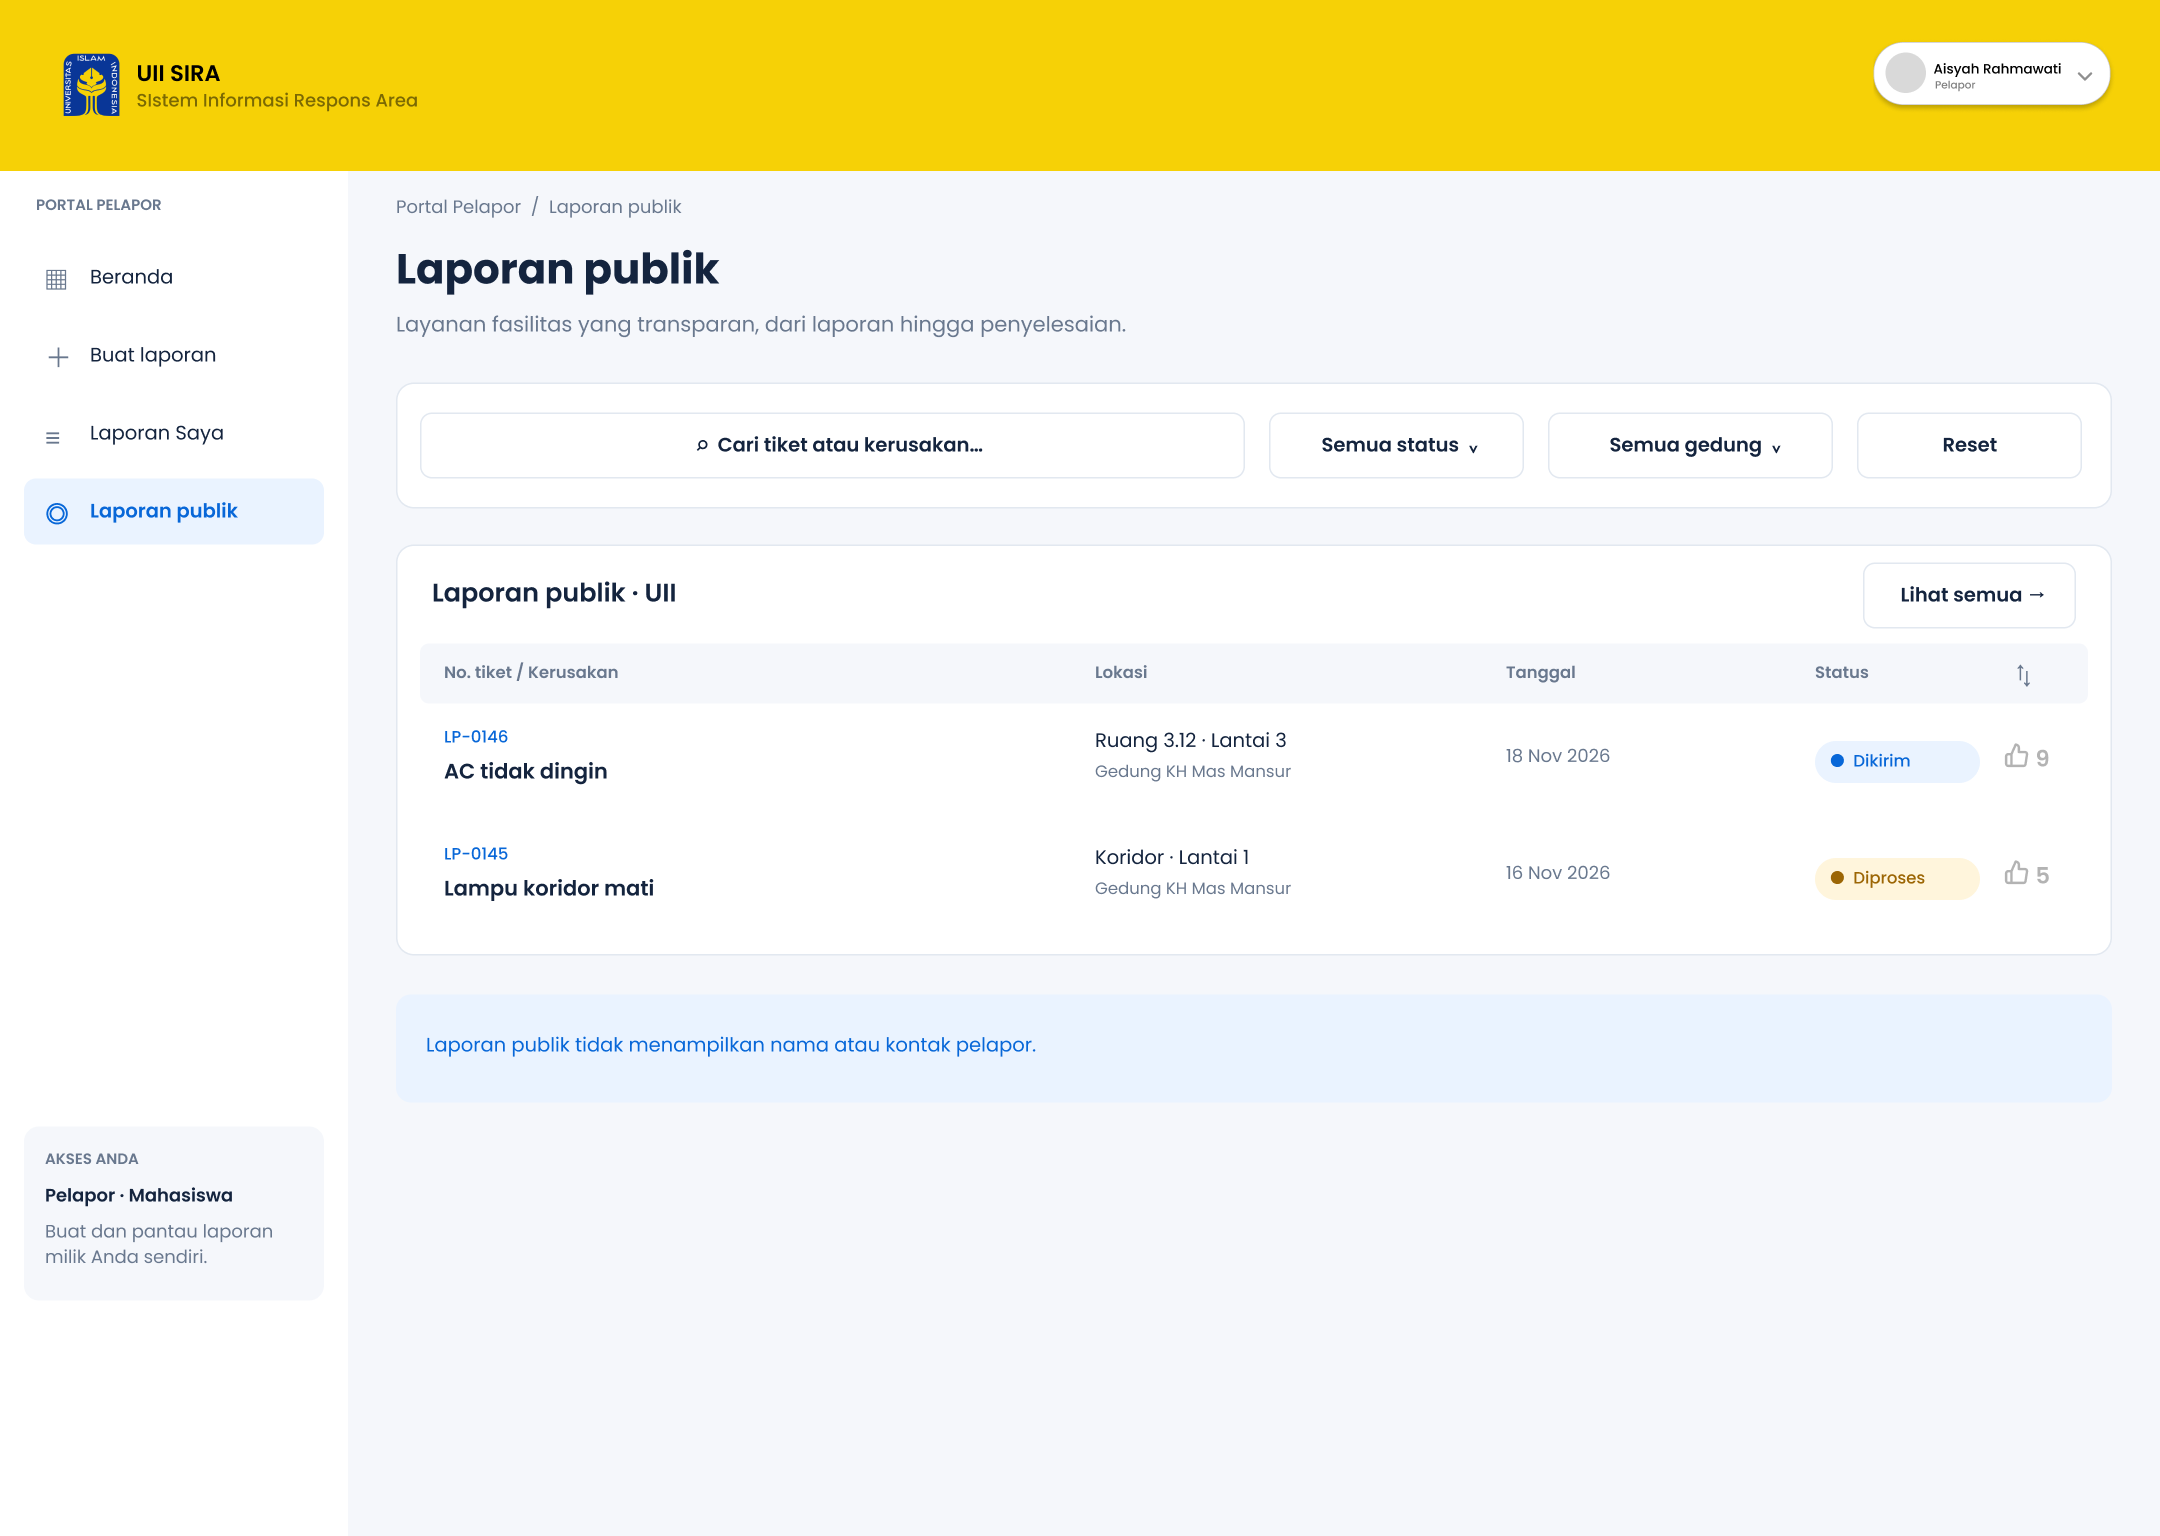 UNIVERSITAS ISLAM INDONESIA
UII SIRA
SIstem Informasi Respons Area
Aisyah Rahmawati
Pelapor
PORTAL PELAPOR
Beranda
Buat laporan
Laporan Saya
Laporan publik
AKSES ANDA
Pelapor · Mahasiswa
Buat dan pantau laporan
milik Anda sendiri.
Portal Pelapor / Laporan publik
Laporan publik
Layanan fasilitas yang transparan, dari laporan hingga penyelesaian.
⌕ Cari tiket atau kerusakan…
Semua status ˅
Semua gedung ˅
Reset
Laporan publik · UII
Lihat semua →
No. tiket / Kerusakan
Lokasi
Tanggal
Status
LP-0146
AC tidak dingin
Ruang 3.12 · Lantai 3
Gedung KH Mas Mansur
18 Nov 2026
Dikirim
9
LP-0145
Lampu koridor mati
Koridor · Lantai 1
Gedung KH Mas Mansur
16 Nov 2026
Diproses
5
Laporan publik tidak menampilkan nama atau kontak pelapor.